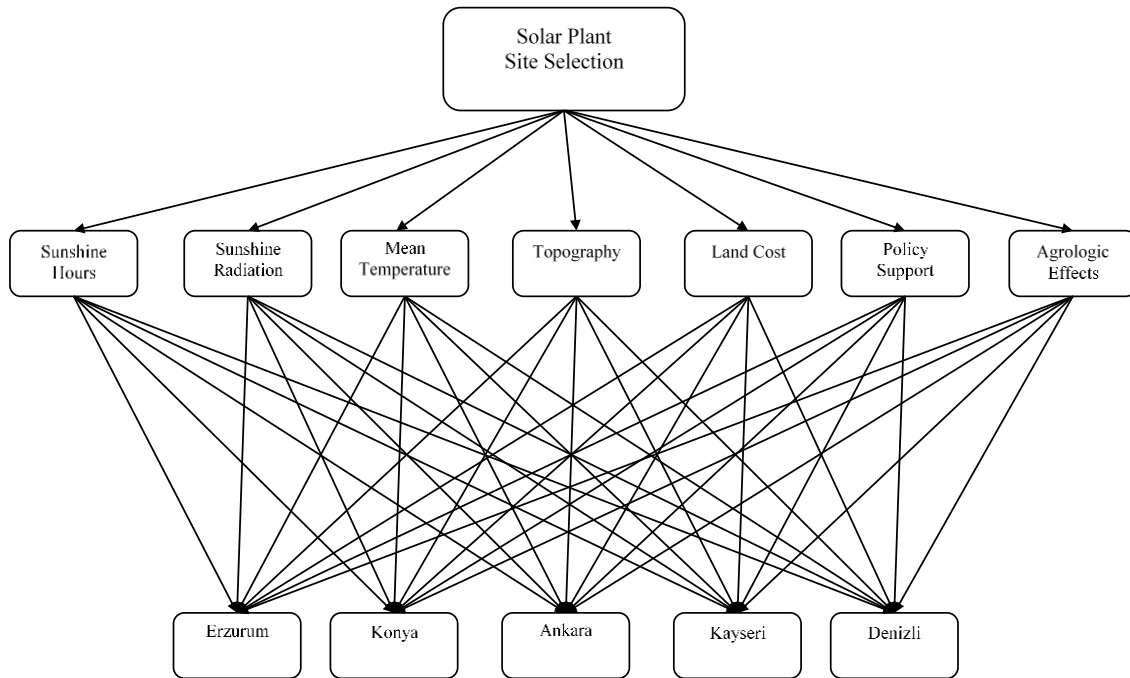 Solar Plant
Site Selection
Sunshine
Hours
Sunshine
Radiation
Mean
Temperature
Topography
Land Cost
Policy
Support
Agrologic
Effects
Erzurum
Konya
Ankara
Kayseri
Denizli